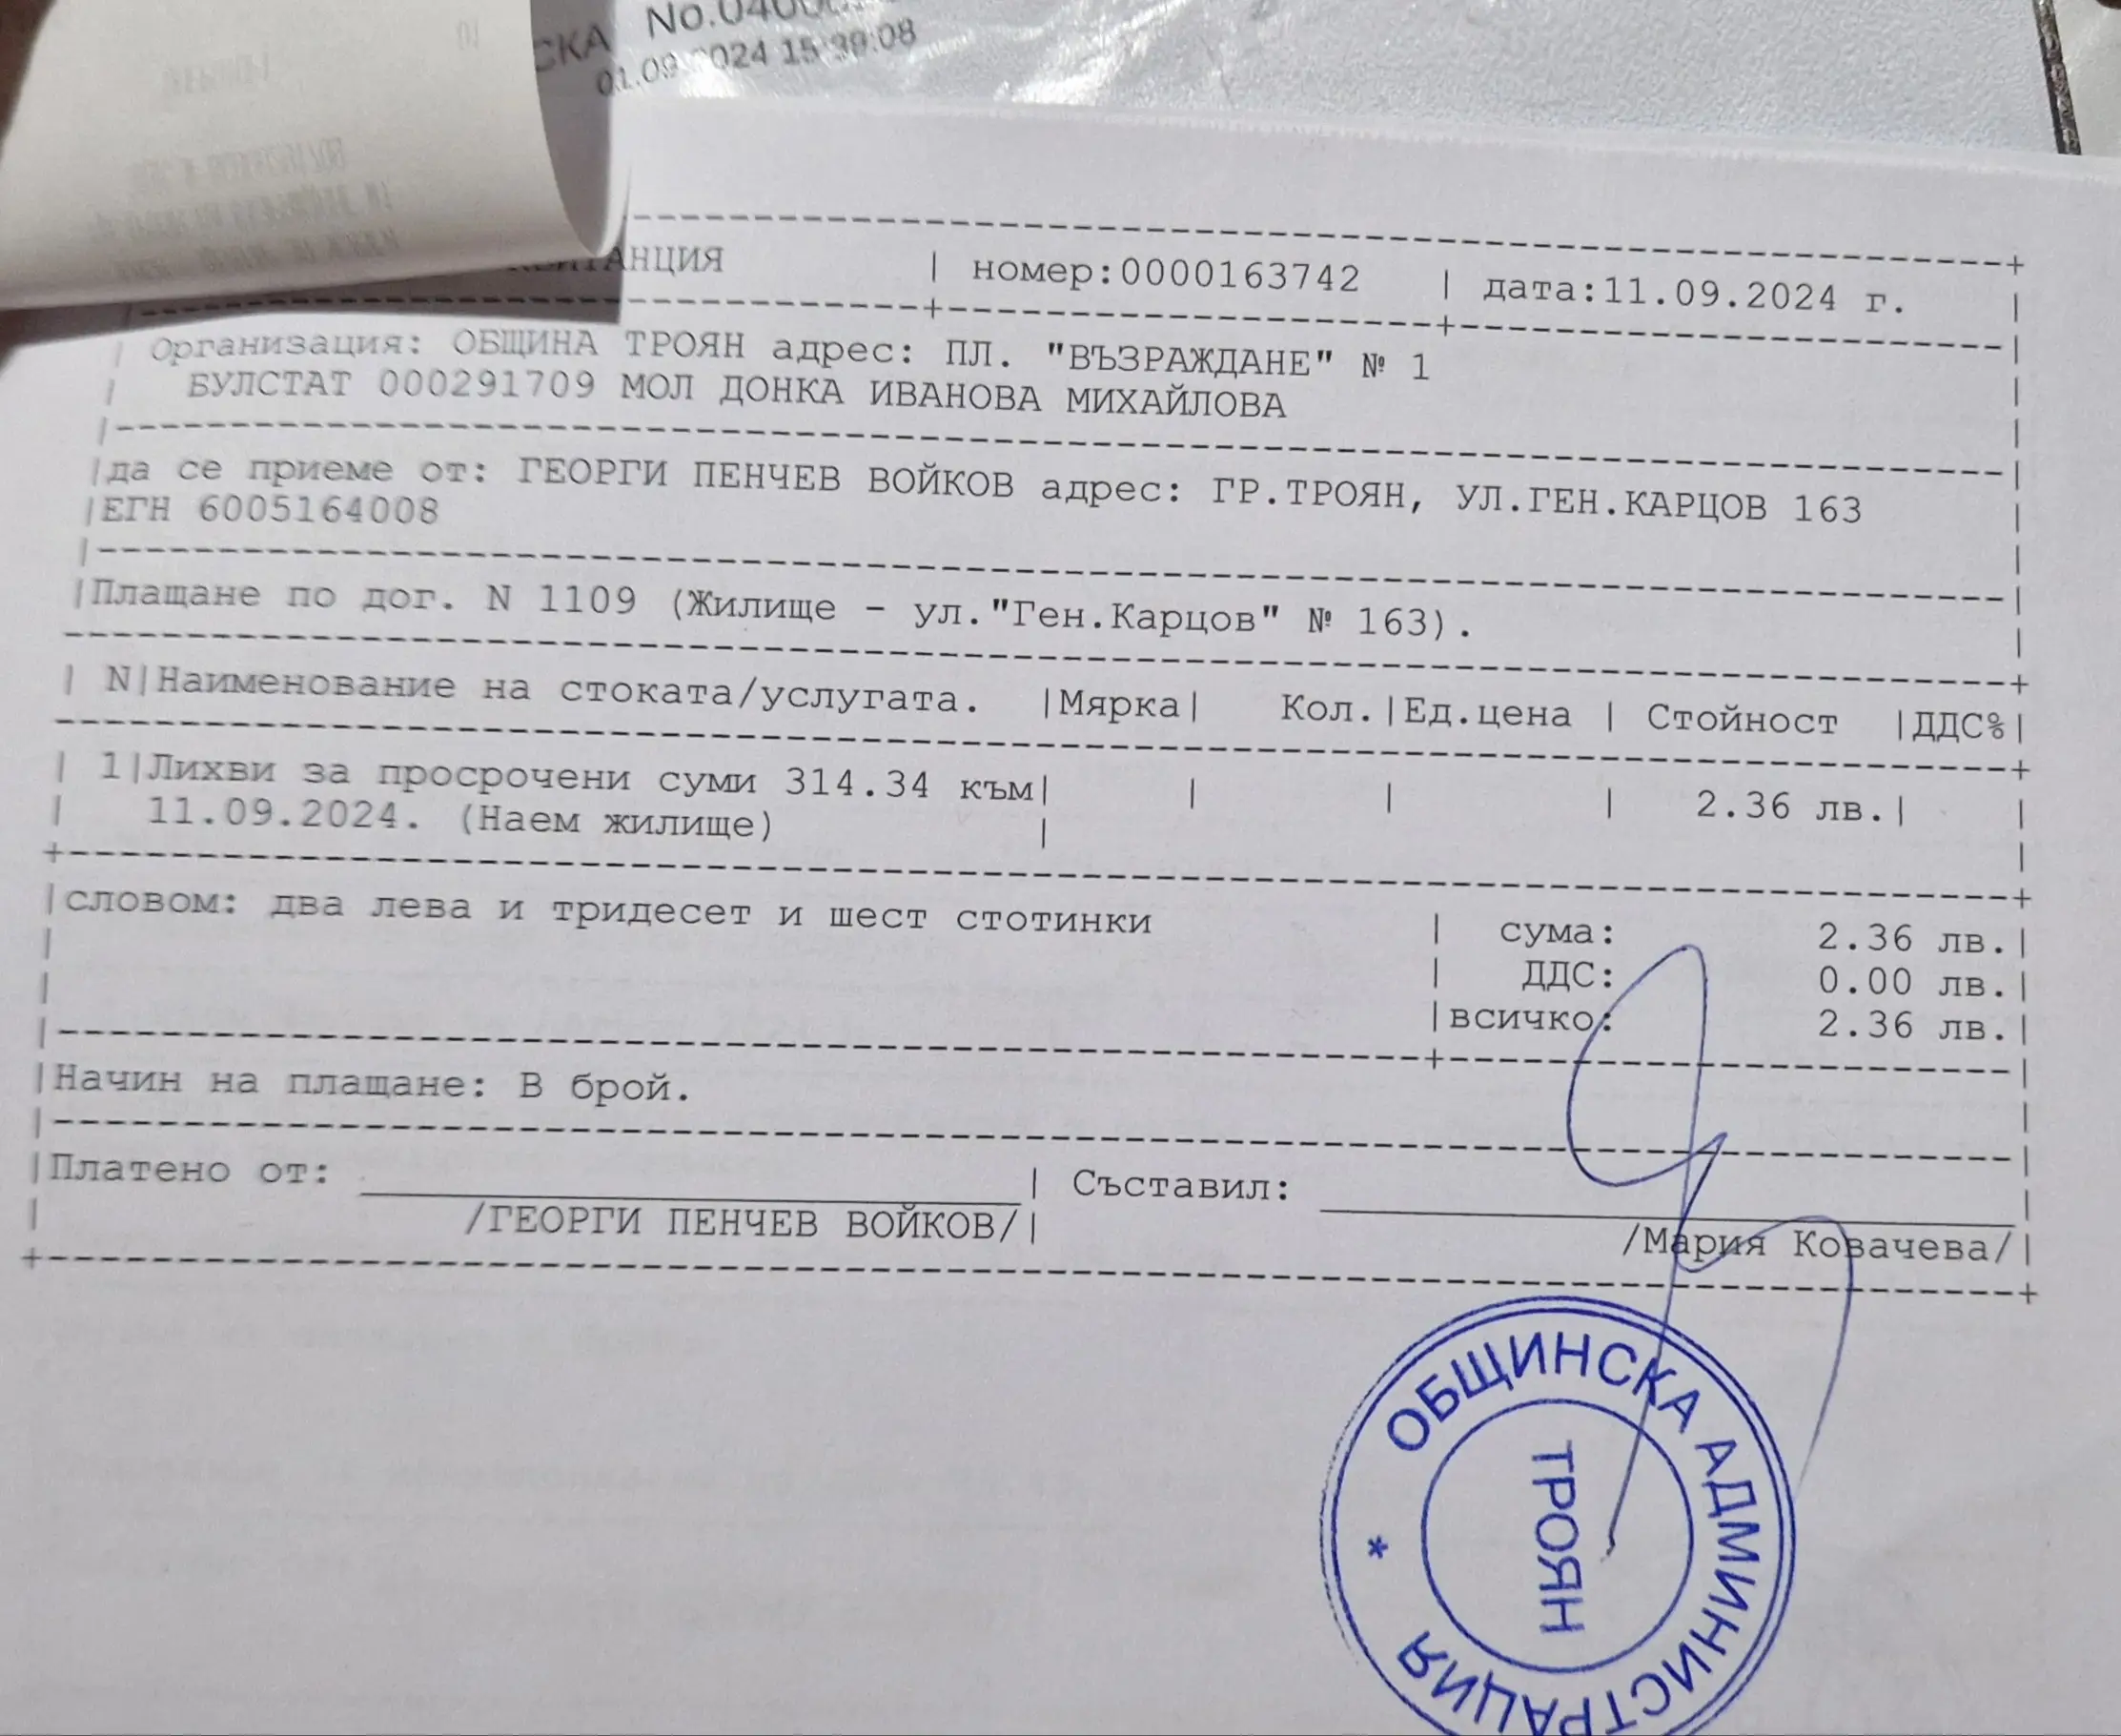 01.09.2024 15:39:08
КВИТАНЦИЯ | номер:0000163742 | дата:11.09.2024 г.
Организация: ОБЩИНА ТРОЯН адрес: ПЛ. "ВЪЗРАЖДАНЕ" № 1
БУЛСТАТ 000291709 МОЛ ДОНКА ИВАНОВА МИХАЙЛОВА
да се приеме от: ГЕОРГИ ПЕНЧЕВ ВОЙКОВ адрес: ГР.ТРОЯН, УЛ.ГЕН.КАРЦОВ 163
ЕГН 6005164008
Плащане по дог. N 1109 (Жилище - ул."Ген.Карцов" № 163).
N|Наименование на стоката/услугата. |Мярка| Кол.|Ед.цена | Стойност |ДДС%|
1|Лихви за просрочени суми 314.34 към| | | | 2.36 лв.| |
11.09.2024. (Наем жилище) |
словом: два лева и тридесет и шест стотинки | сума: 2.36 лв.|
| ДДС: 0.00 лв.|
|всичко: 2.36 лв.|
Начин на плащане: В брой.
Платено от: | Съставил:
/ГЕОРГИ ПЕНЧЕВ ВОЙКОВ/| /Мария Ковачева/|
ОБЩИНСКА АДМИНИСТРАЦИЯ *
ТРОЯН